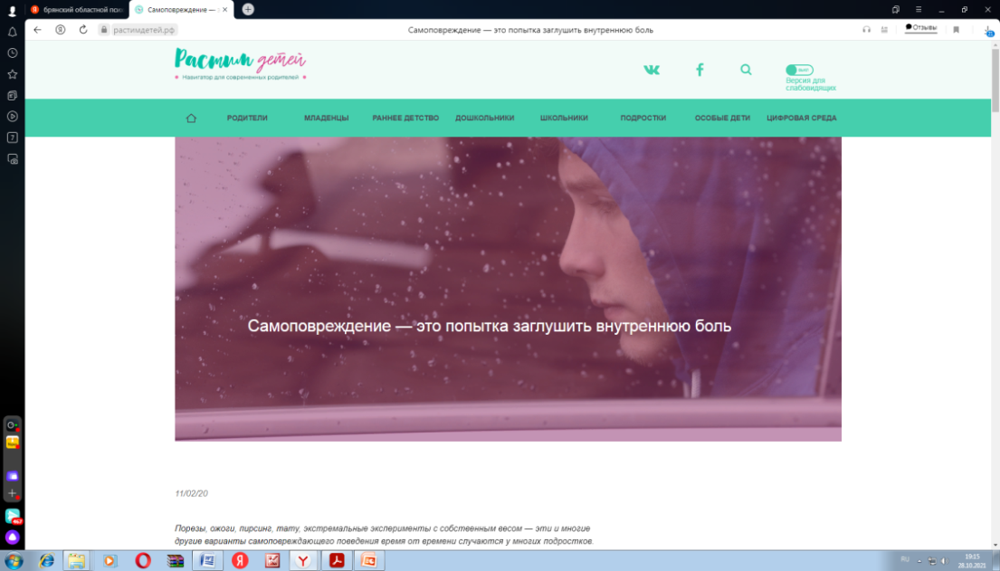 брянский областной пси
Самоповреждение — э
растимдетей.рф
Самоповреждение — это попытка заглушить внутреннюю боль
Отзывы
Растим детей
Навигатор для современных родителей
Версия для
слабовидящих
РОДИТЕЛИ
МЛАДЕНЦЫ
РАННЕЕ ДЕТСТВО
ДОШКОЛЬНИКИ
ШКОЛЬНИКИ
ПОДРОСТКИ
ОСОБЫЕ ДЕТИ
ЦИФРОВАЯ СРЕДА
Самоповреждение — это попытка заглушить внутреннюю боль
11/02/20
Порезы, ожоги, пирсинг, тату, экстремальные эксперименты с собственным весом — эти и многие
другие варианты самоповреждающего поведения время от времени случаются у многих подростков.
RU
19:15
28.10.2021